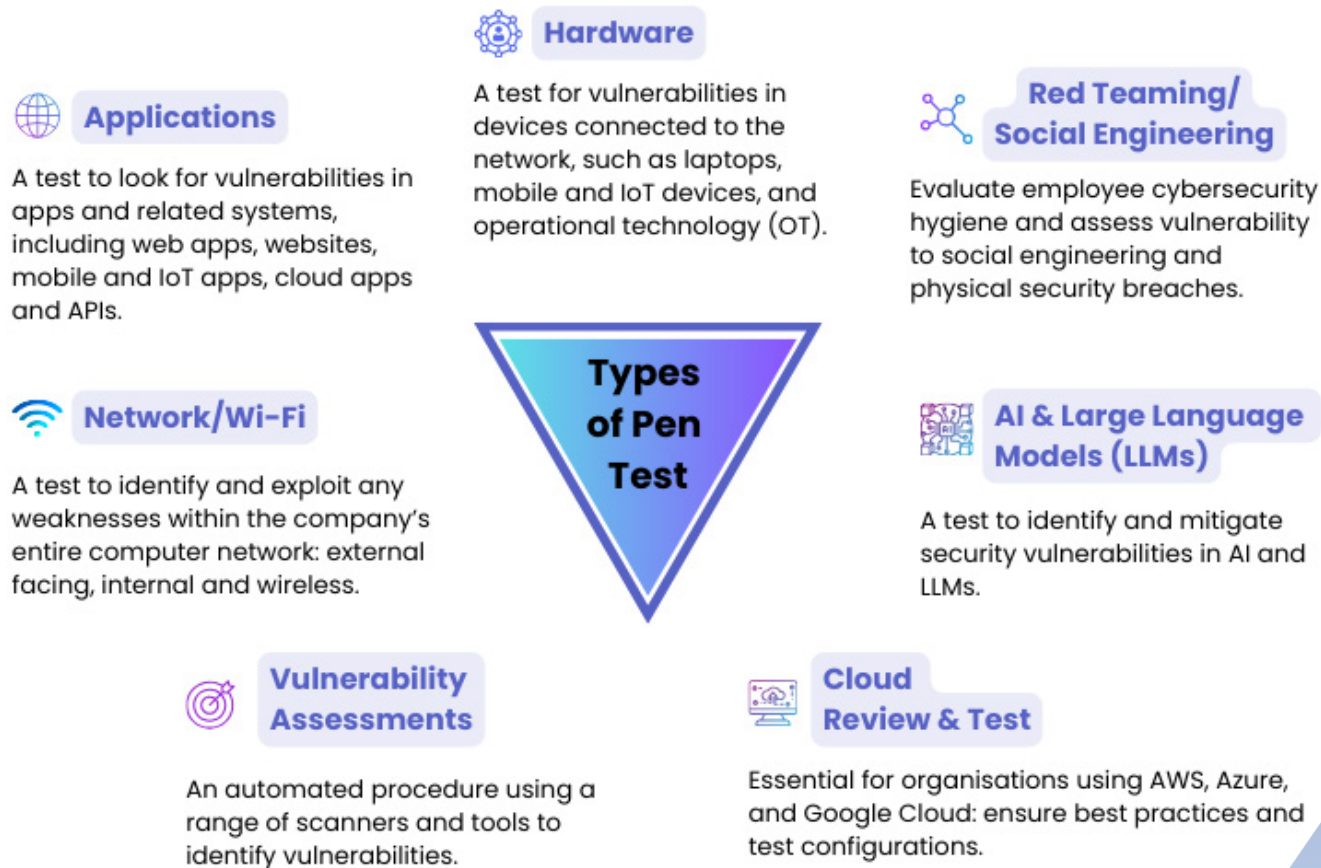 Hardware
A test for vulnerabilities in
devices connected to the
network, such as laptops,
mobile and IoT devices, and
operational technology (OT).
Applications
A test to look for vulnerabilities in
apps and related systems,
including web apps, websites,
mobile and IoT apps, cloud apps
and APIs.
Red Teaming/
Social Engineering
Evaluate employee cybersecurity
hygiene and assess vulnerability
to social engineering and
physical security breaches.
Types
of Pen
Test
Network/Wi-Fi
A test to identify and exploit any
weaknesses within the company’s
entire computer network: external
facing, internal and wireless.
AI
AI & Large Language
Models (LLMs)
A test to identify and mitigate
security vulnerabilities in AI and
LLMs.
Vulnerability
Assessments
An automated procedure using a
range of scanners and tools to
identify vulnerabilities.
Cloud
Review & Test
Essential for organisations using AWS, Azure,
and Google Cloud: ensure best practices and
test configurations.